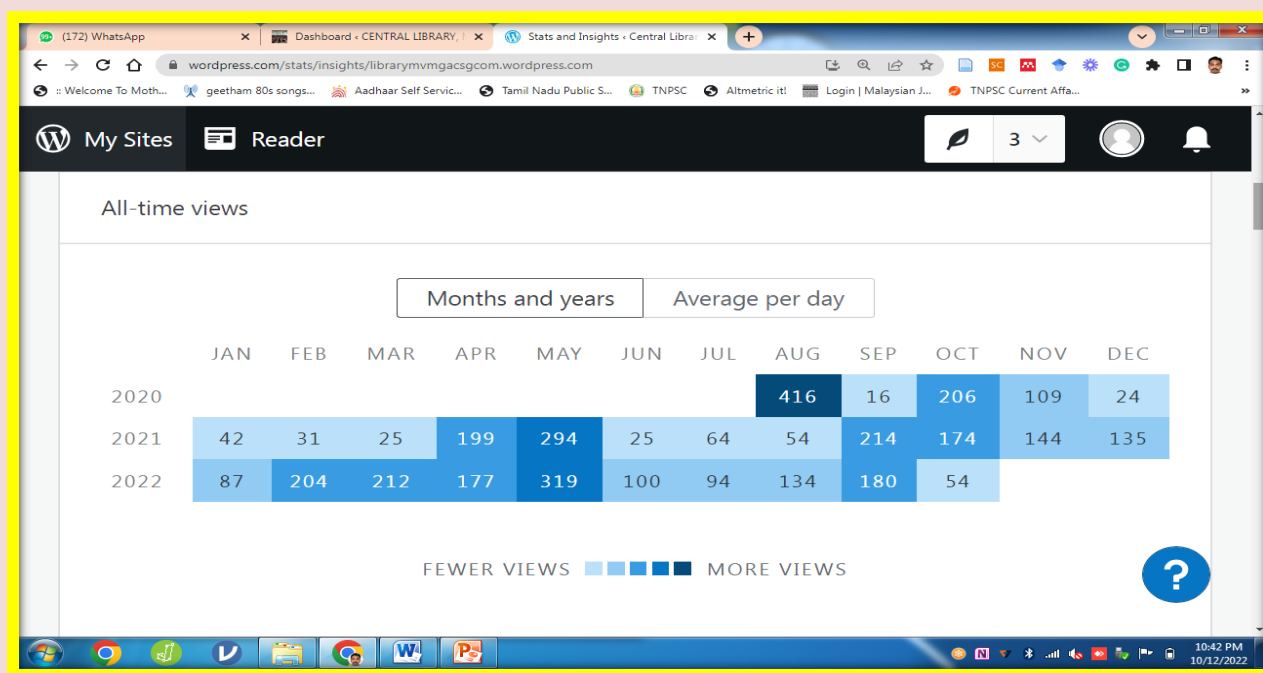 (172) WhatsApp Dashboard ‹ CENTRAL LIBRARY, Stats and Insights ‹ Central Librar
wordpress.com/stats/insights/librarymvmgacsgcom.wordpress.com
:: Welcome To Moth... geetham 80s songs... Aadhaar Self Servic... Tamil Nadu Public S... TNPSC Altmetric it! Login | Malaysian J... TNPSC Current Affa... »
My Sites Reader 3
All-time views
Months and years Average per day
JAN FEB MAR APR MAY JUN JUL AUG SEP OCT NOV DEC
2020 416 16 206 109 24
2021 42 31 25 199 294 25 64 54 214 174 144 135
2022 87 204 212 177 319 100 94 134 180 54
FEWER VIEWS MORE VIEWS
?
10:42 PM
10/12/2022